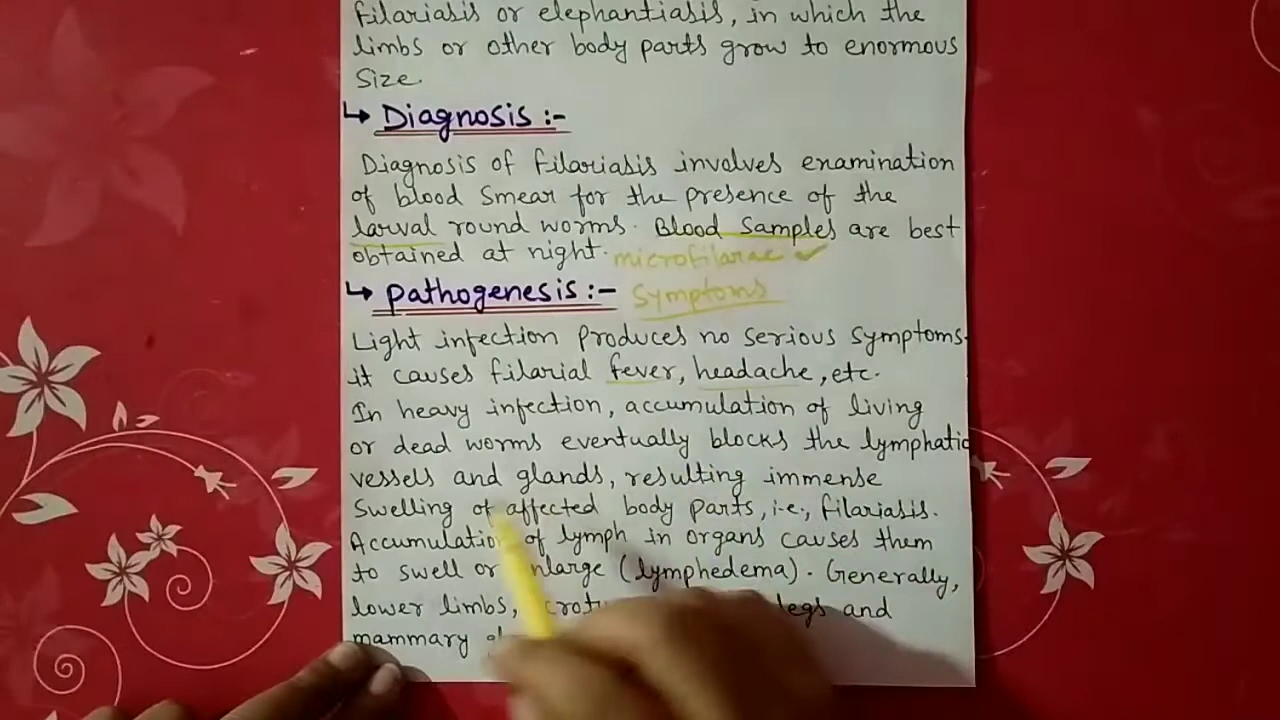 filariasis or elephantiasis, in which the
limbs or other body parts grow to enormous
size.
↳ Diagnosis :-
Diagnosis of filariasis involves examination
of blood smear for the presence of the
larval round worms. Blood samples are best
obtained at night. microfilarae ✓
↳ Pathogenesis :- Symptoms
Light infection produces no serious symptoms.
it causes filarial fever, headache, etc.
In heavy infection, accumulation of living
or dead worms eventually blocks the lymphatic
vessels and glands, resulting immense
swelling of affected body parts, i.e., filariasis.
Accumulation of lymph in organs causes them
to swell or enlarge (lymphedema). Generally,
lower limbs, legs and
mammary